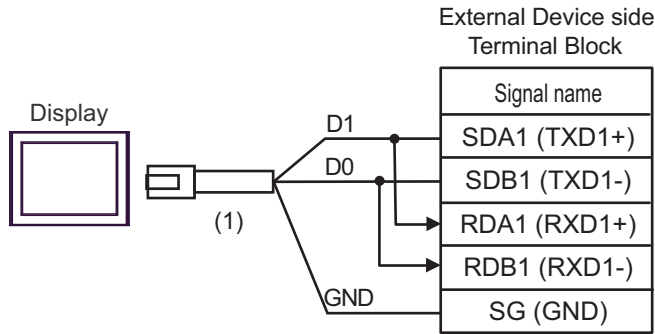 External Device side
Terminal Block
Display
(1)
D1
D0
GND
Signal name
SDA1 (TXD1+)
SDB1 (TXD1-)
RDA1 (RXD1+)
RDB1 (RXD1-)
SG (GND)